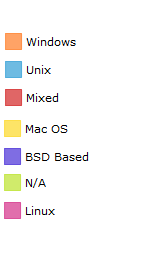 Windows
Unix
Mixed
Mac OS
BSD Based
N/A
Linux